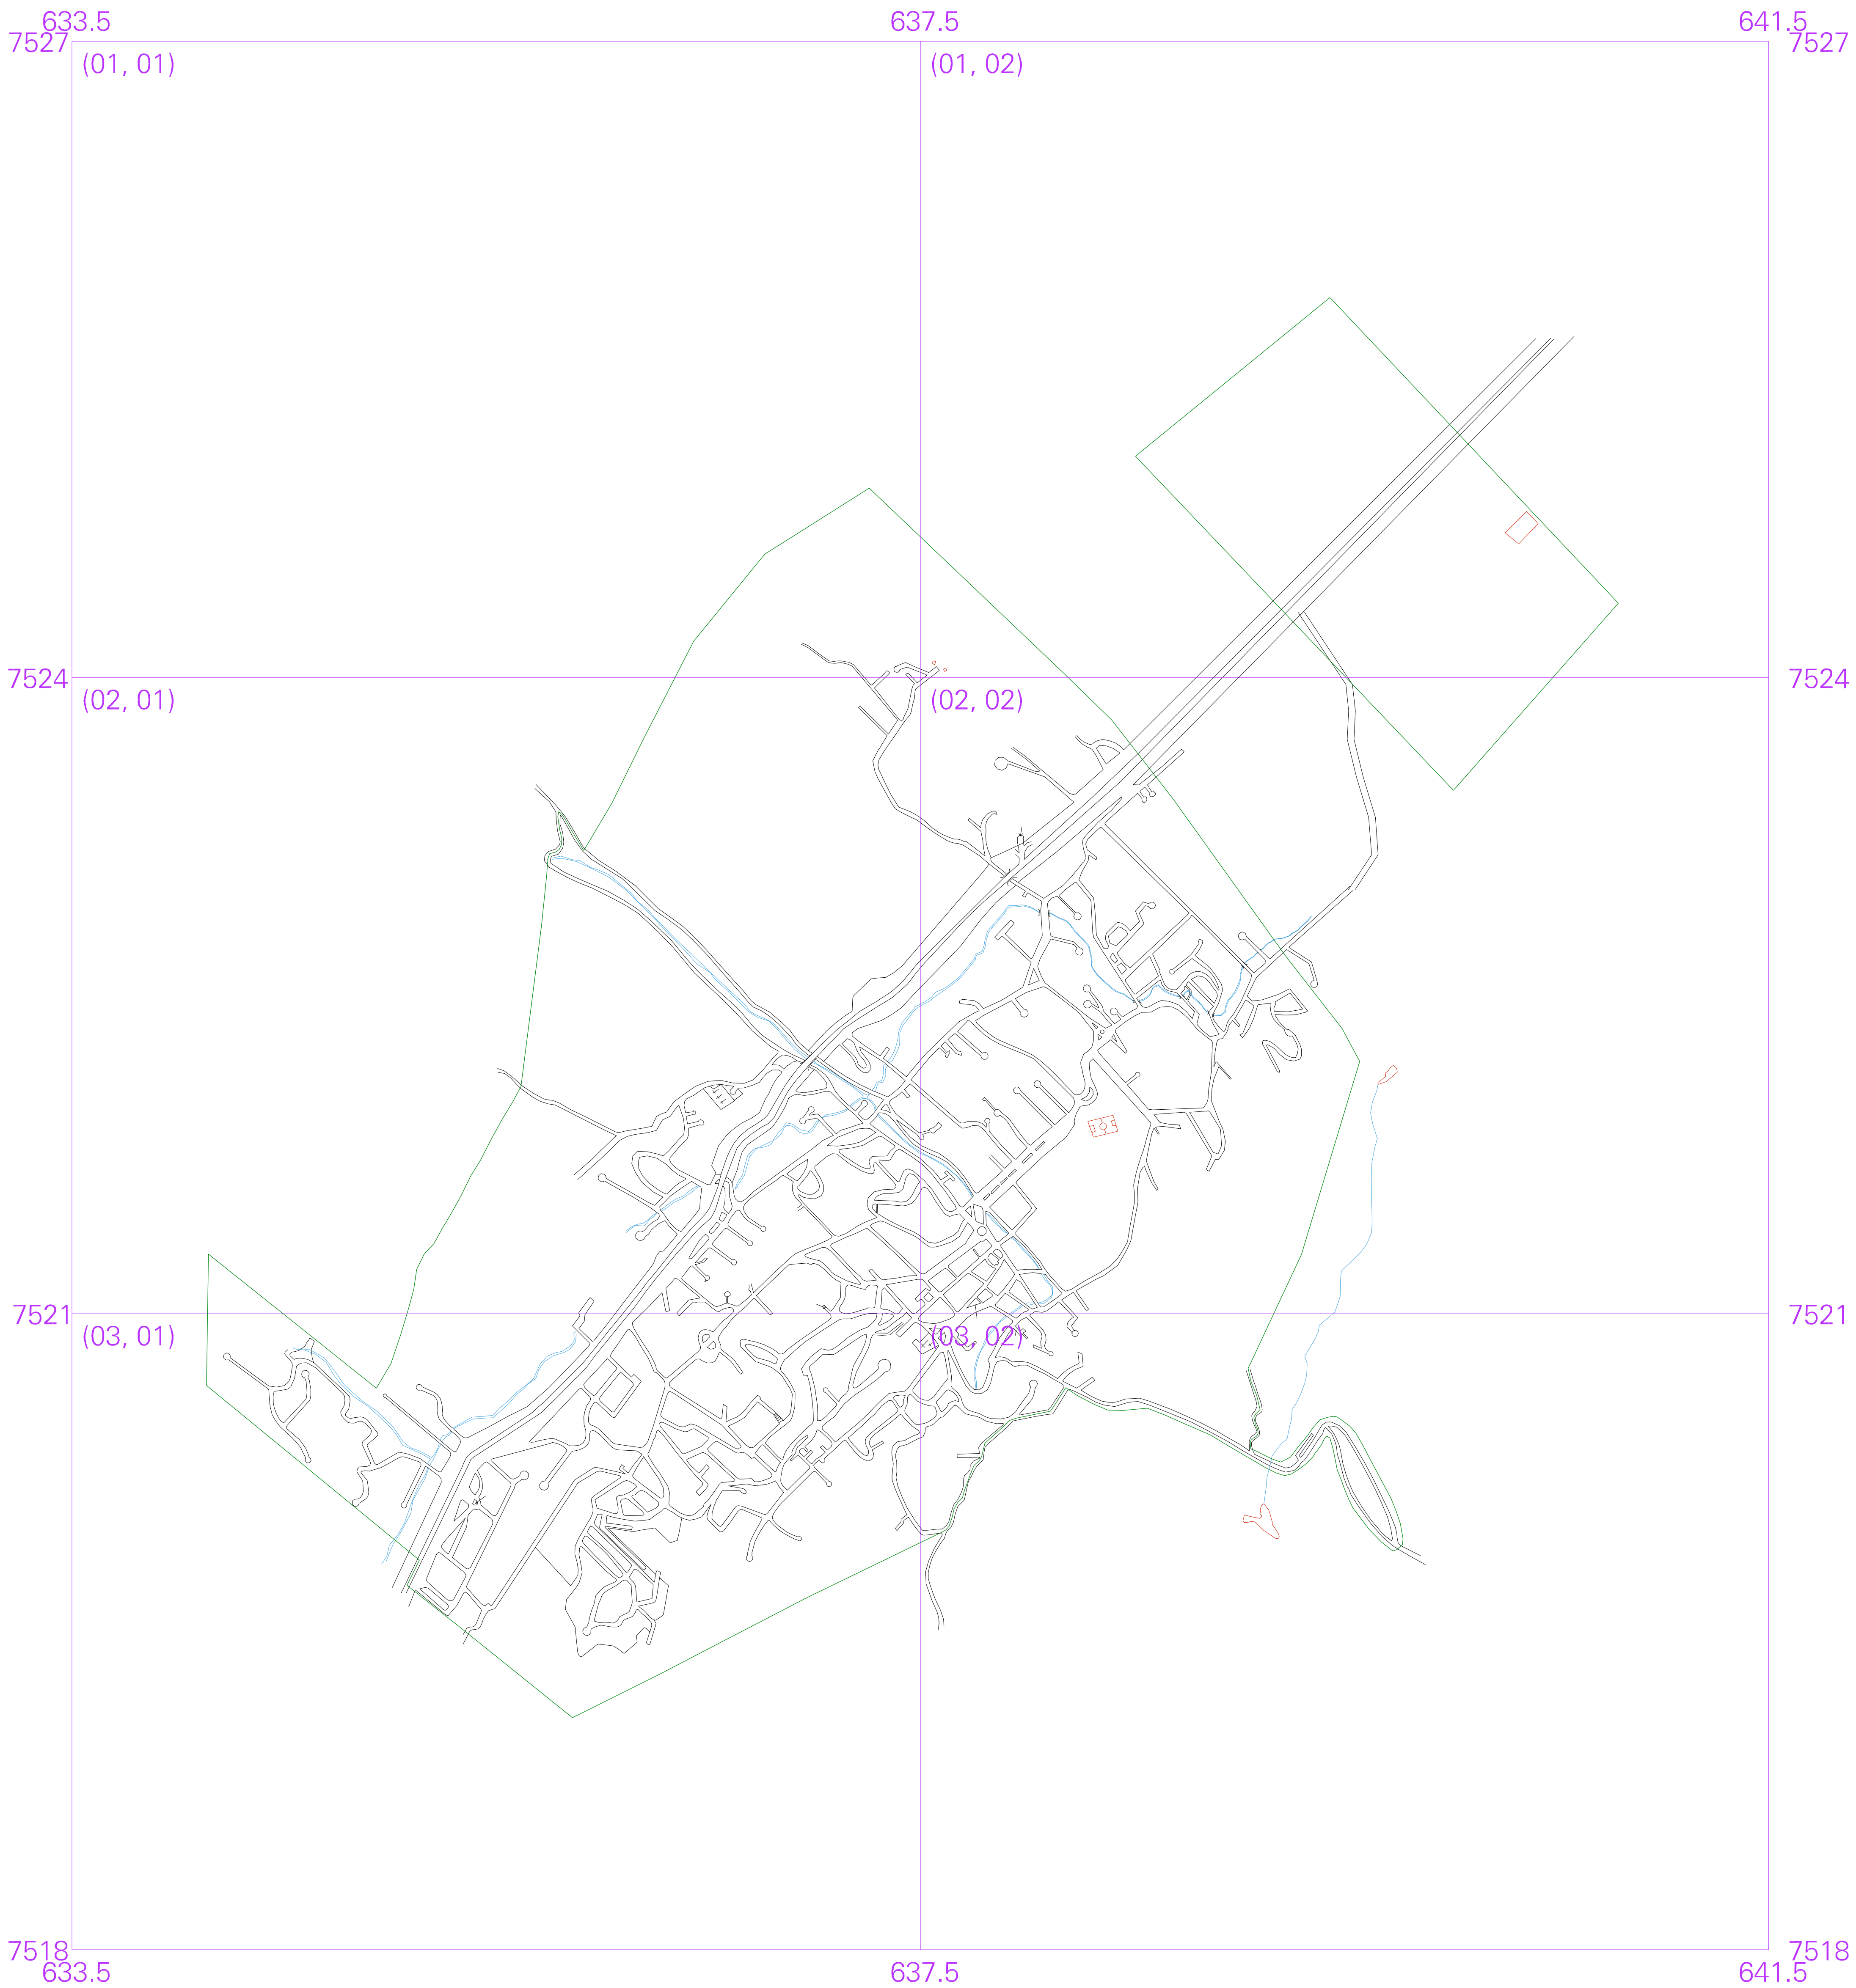 633.5 637.5 641.5
7527 7527
(01, 01) (01, 02)
7524 7524
(02, 01) (02, 02)
7521 7521
(03, 01) (03, 02)
7518 7518
633.5 637.5 641.5